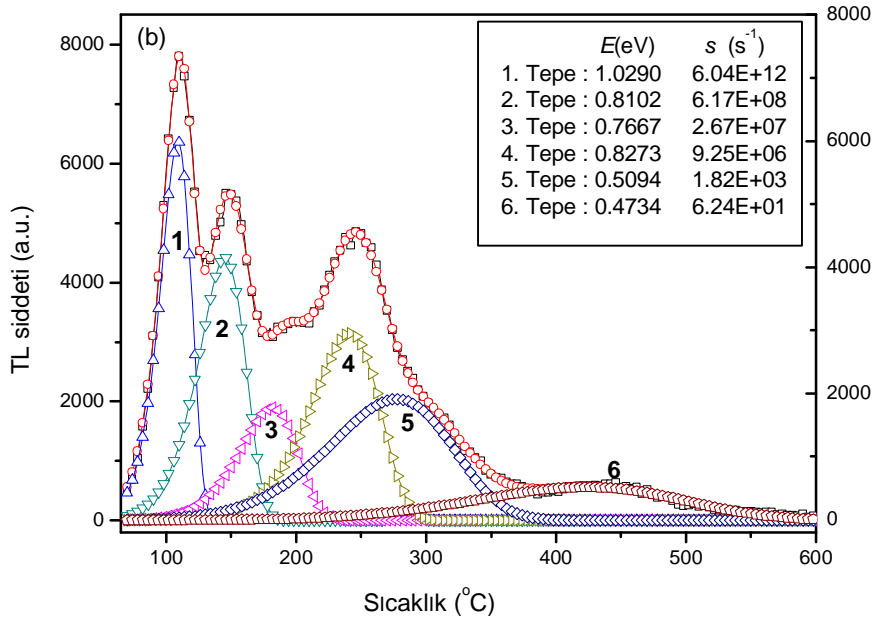 (b)
E(eV) s (s⁻¹)
1. Tepe : 1.0290 6.04E+12
2. Tepe : 0.8102 6.17E+08
3. Tepe : 0.7667 2.67E+07
4. Tepe : 0.8273 9.25E+06
5. Tepe : 0.5094 1.82E+03
6. Tepe : 0.4734 6.24E+01
TL siddeti (a.u.)
8000
6000
4000
2000
0
8000
6000
4000
2000
0
1
2
3
4
5
6
100 200 300 400 500 600
Sıcaklık (°C)